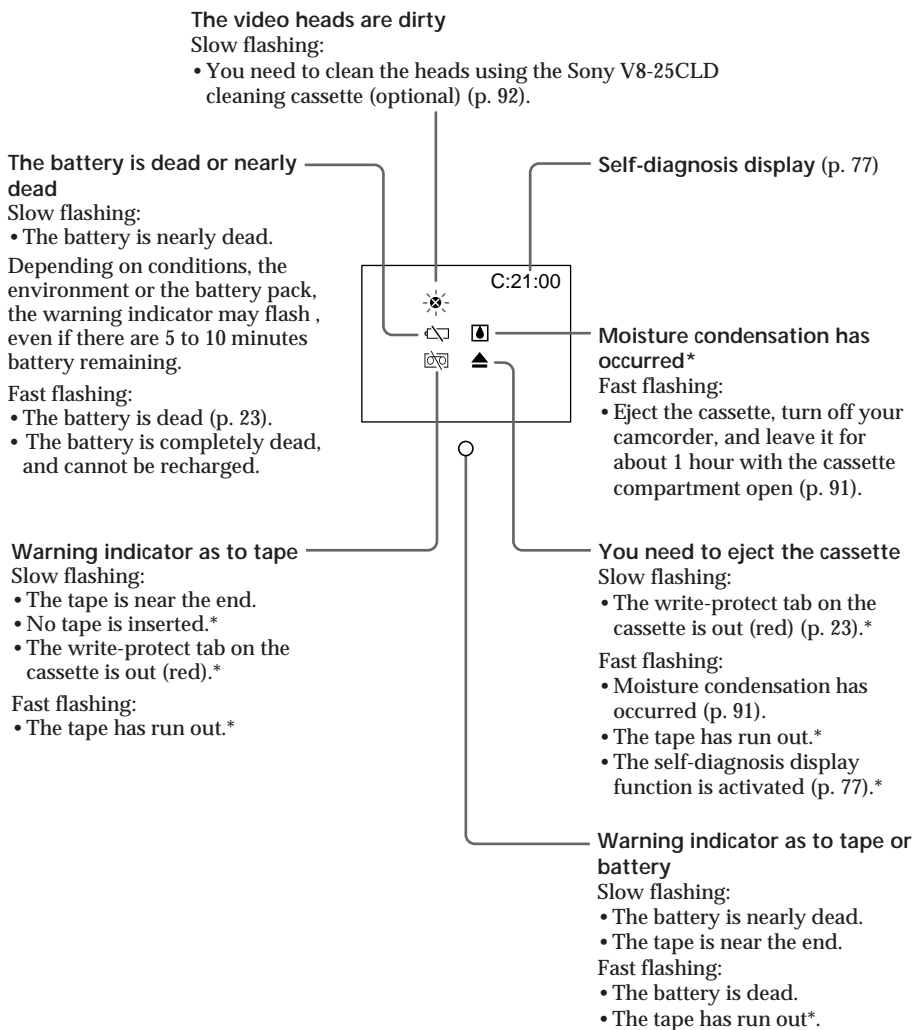 The video heads are dirty
Slow flashing:
• You need to clean the heads using the Sony V8-25CLD
cleaning cassette (optional) (p. 92).
The battery is dead or nearly
dead
Slow flashing:
• The battery is nearly dead.
Depending on conditions, the
environment or the battery pack,
the warning indicator may flash ,
even if there are 5 to 10 minutes
battery remaining.
Fast flashing:
• The battery is dead (p. 23).
• The battery is completely dead,
and cannot be recharged.
Warning indicator as to tape
Slow flashing:
• The tape is near the end.
• No tape is inserted.*
• The write-protect tab on the
cassette is out (red).*
Fast flashing:
• The tape has run out.*
C:21:00
Self-diagnosis display (p. 77)
Moisture condensation has
occurred*
Fast flashing:
• Eject the cassette, turn off your
camcorder, and leave it for
about 1 hour with the cassette
compartment open (p. 91).
You need to eject the cassette
Slow flashing:
• The write-protect tab on the
cassette is out (red) (p. 23).*
Fast flashing:
• Moisture condensation has
occurred (p. 91).
• The tape has run out.*
• The self-diagnosis display
function is activated (p. 77).*
Warning indicator as to tape or
battery
Slow flashing:
• The battery is nearly dead.
• The tape is near the end.
Fast flashing:
• The battery is dead.
• The tape has run out*.